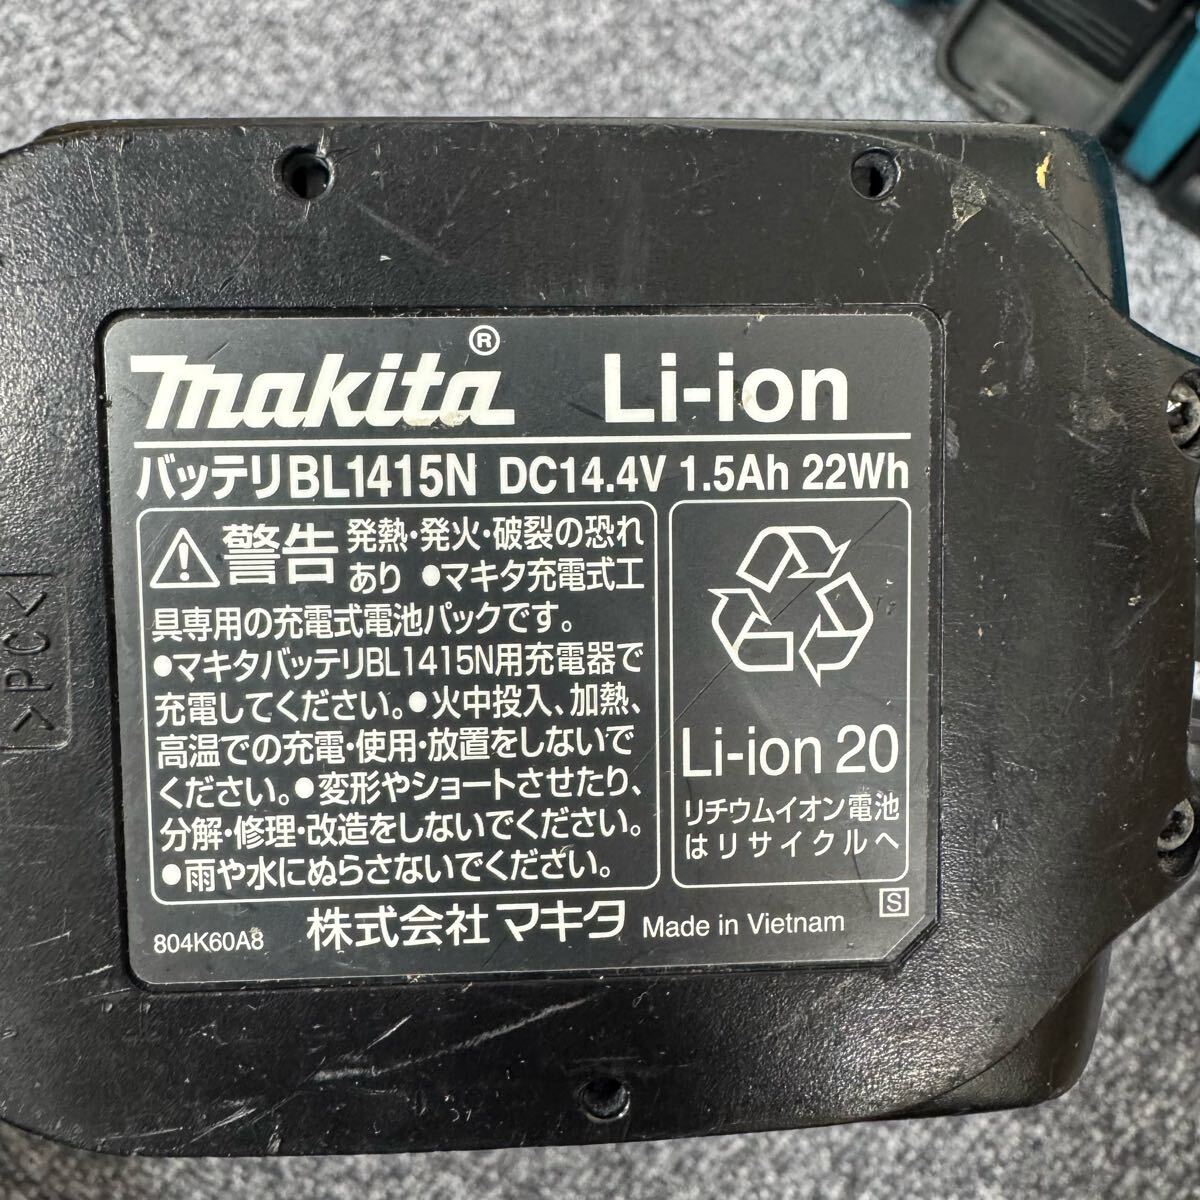 makita® Li-ion
バッテリBL1415N DC14.4V 1.5Ah 22Wh
警告 発熱・発火・破裂の恐れ
あり ●マキタ充電式工
具専用の充電式電池パックです。
●マキタバッテリBL1415N用充電器で
充電してください。●火中投入、加熱、
高温での充電・使用・放置をしないで
ください。●変形やショートさせたり、
分解・修理・改造をしないでください。
●雨や水にぬらさないでください。
Li-ion 20
リチウムイオン電池
はリサイクルへ
S
804K60A8 株式会社マキタ Made in Vietnam
>PC<